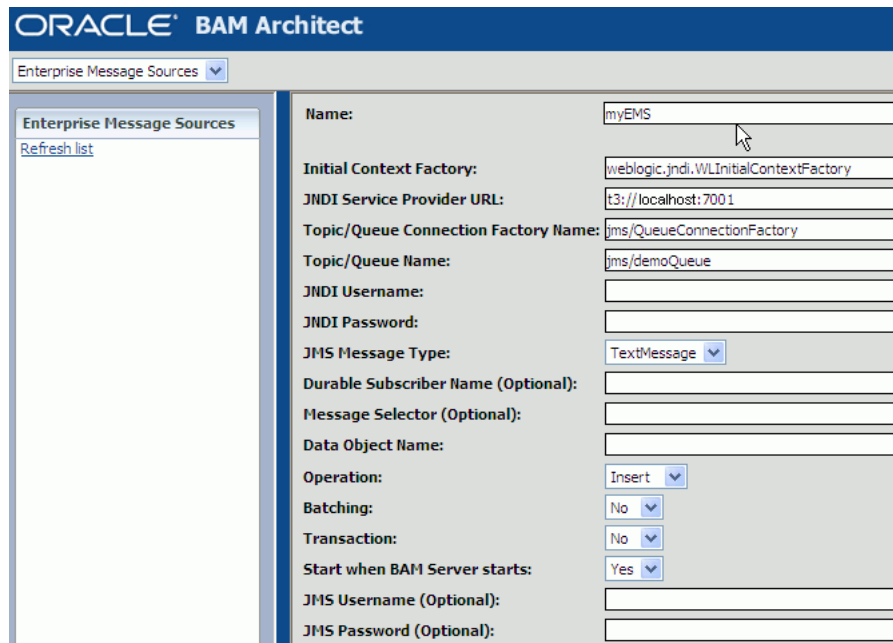 ORACLE® BAM Architect
Enterprise Message Sources
Enterprise Message Sources
Refresh list
Name: myEMS
Initial Context Factory: weblogic.jndi.WLInitialContextFactory
JNDI Service Provider URL: t3://localhost:7001
Topic/Queue Connection Factory Name: jms/QueueConnectionFactory
Topic/Queue Name: jms/demoQueue
JNDI Username:
JNDI Password:
JMS Message Type: TextMessage
Durable Subscriber Name (Optional):
Message Selector (Optional):
Data Object Name:
Operation: Insert
Batching: No
Transaction: No
Start when BAM Server starts: Yes
JMS Username (Optional):
JMS Password (Optional):